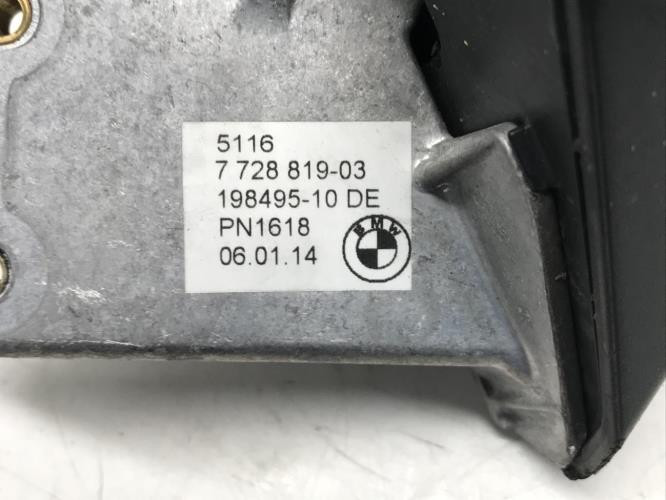 5116
7 728 819-03
198495-10 DE
PN1618
06.01.14
BMW